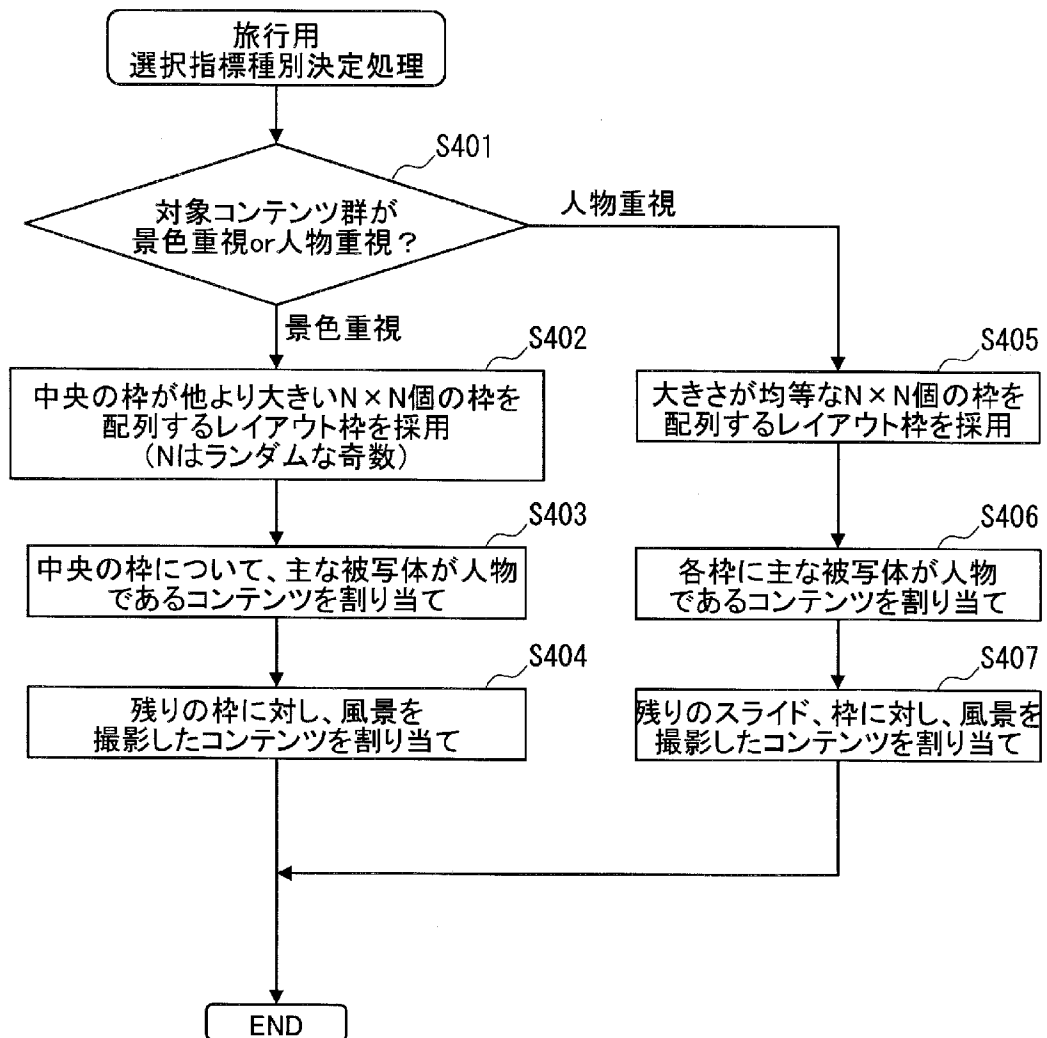 旅行用
選択指標種別決定処理
S401
対象コンテンツ群が
景色重視or人物重視？
人物重視
景色重視
S402
中央の枠が他より大きいN×N個の枠を
配列するレイアウト枠を採用
（Nはランダムな奇数）
S403
中央の枠について、主な被写体が人物
であるコンテンツを割り当て
S404
残りの枠に対し、風景を
撮影したコンテンツを割り当て
S405
大きさが均等なN×N個の枠を
配列するレイアウト枠を採用
S406
各枠に主な被写体が人物
であるコンテンツを割り当て
S407
残りのスライド、枠に対し、風景を
撮影したコンテンツを割り当て
END